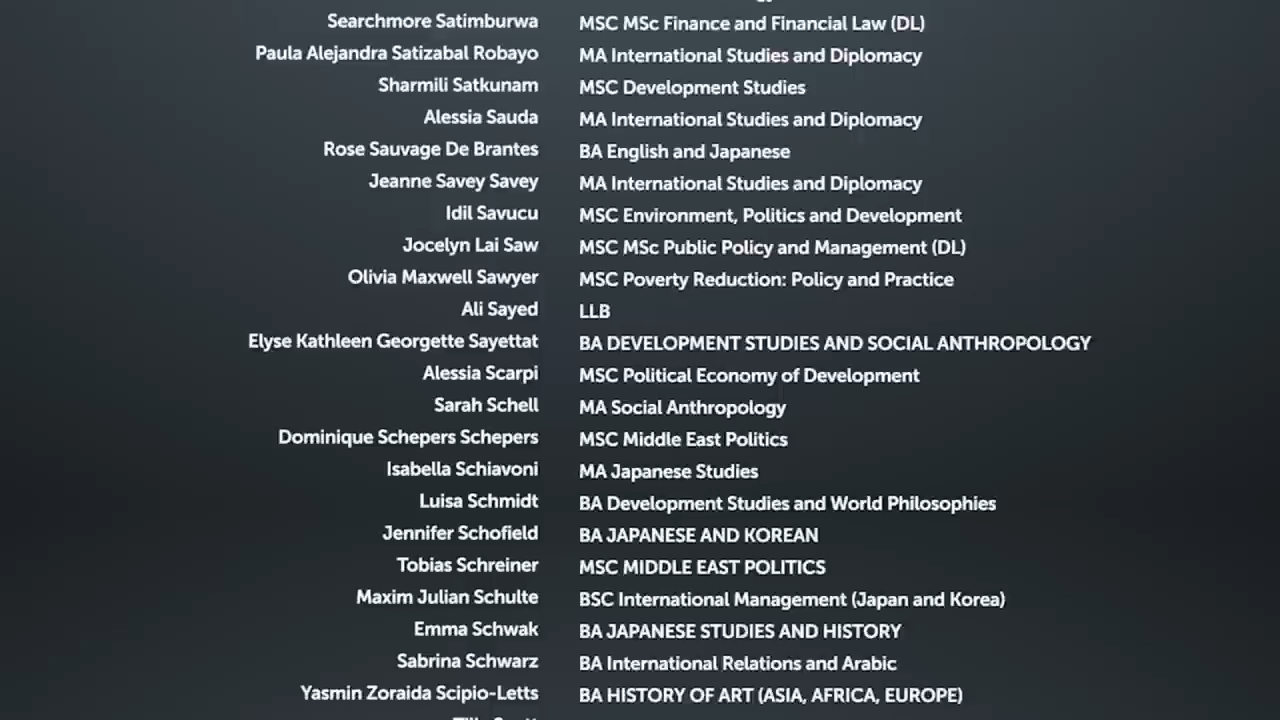 Searchmore Satimburwa MSC MSc Finance and Financial Law (DL)
Paula Alejandra Satizabal Robayo MA International Studies and Diplomacy
Sharmili Satkunam MSC Development Studies
Alessia Sauda MA International Studies and Diplomacy
Rose Sauvage De Brantes BA English and Japanese
Jeanne Savey Savey MA International Studies and Diplomacy
Idil Savucu MSC Environment, Politics and Development
Jocelyn Lai Saw MSC MSc Public Policy and Management (DL)
Olivia Maxwell Sawyer MSC Poverty Reduction: Policy and Practice
Ali Sayed LLB
Elyse Kathleen Georgette Sayettat BA DEVELOPMENT STUDIES AND SOCIAL ANTHROPOLOGY
Alessia Scarpi MSC Political Economy of Development
Sarah Schell MA Social Anthropology
Dominique Schepers Schepers MSC Middle East Politics
Isabella Schiavoni MA Japanese Studies
Luisa Schmidt BA Development Studies and World Philosophies
Jennifer Schofield BA JAPANESE AND KOREAN
Tobias Schreiner MSC MIDDLE EAST POLITICS
Maxim Julian Schulte BSC International Management (Japan and Korea)
Emma Schwak BA JAPANESE STUDIES AND HISTORY
Sabrina Schwarz BA International Relations and Arabic
Yasmin Zoraida Scipio-Letts BA HISTORY OF ART (ASIA, AFRICA, EUROPE)